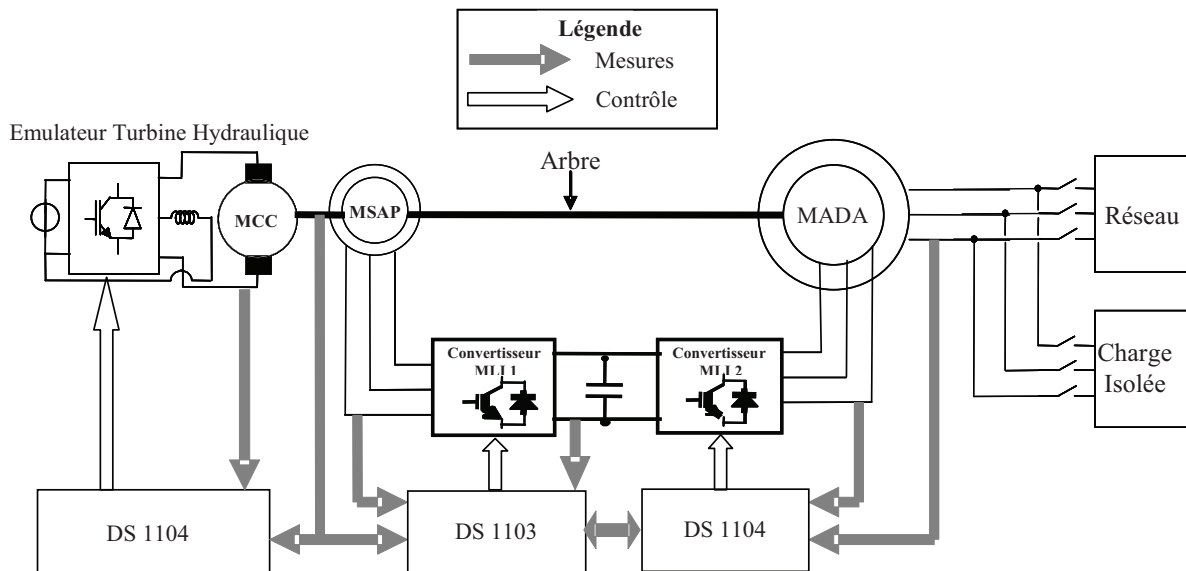 Légende
Mesures
Contrôle
Emulateur Turbine Hydraulique
Arbre
MCC
MSAP
MADA
Réseau
Convertisseur
MLI 1
Convertisseur
MLI 2
Charge
Isolée
DS 1104
DS 1103
DS 1104